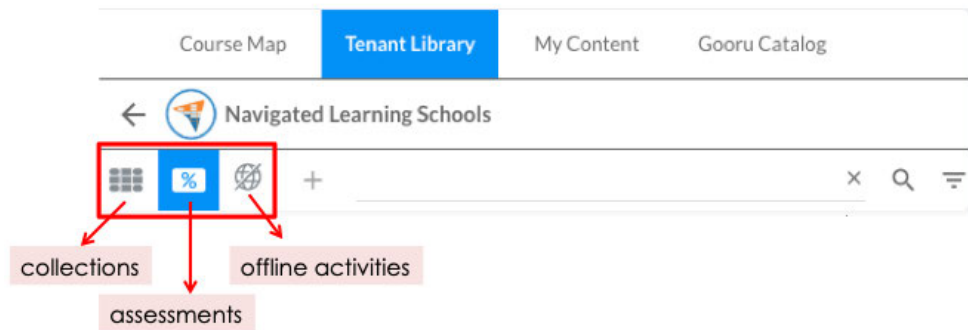 Course Map Tenant Library My Content Gooru Catalog
Navigated Learning Schools
%
collections offline activities
assessments